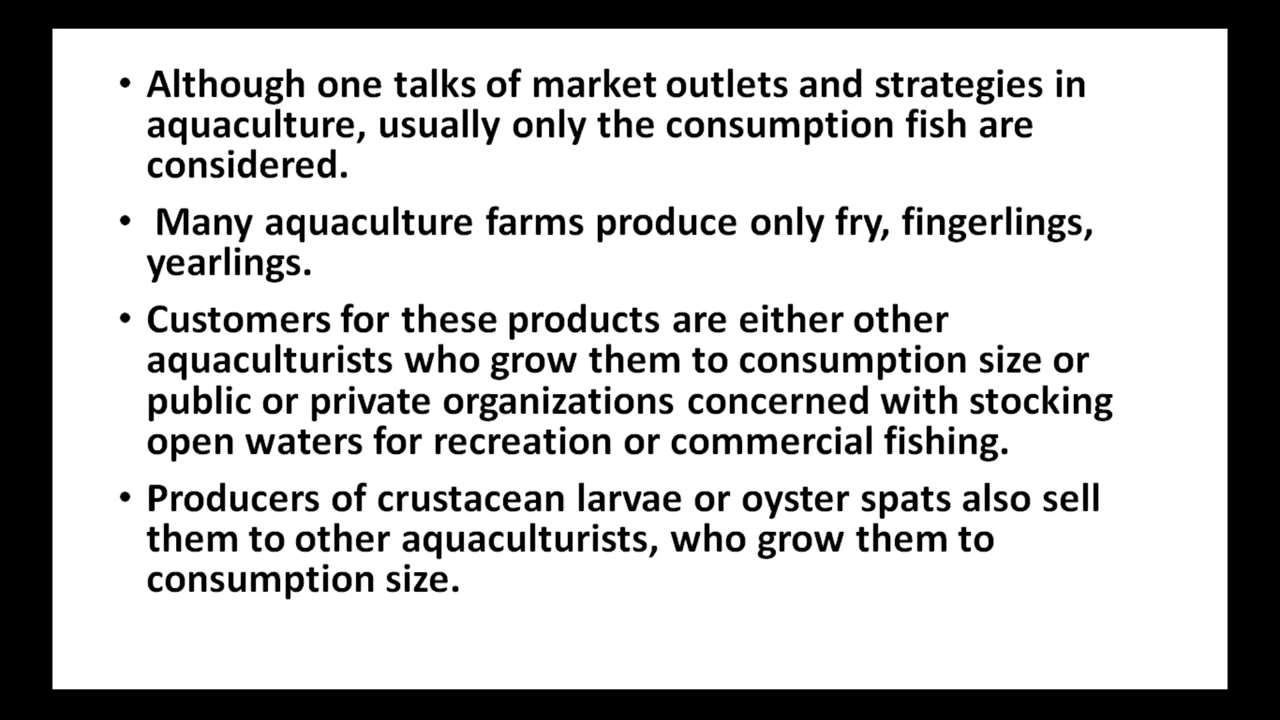 • Although one talks of market outlets and strategies in
aquaculture, usually only the consumption fish are
considered.
• Many aquaculture farms produce only fry, fingerlings,
yearlings.
• Customers for these products are either other
aquaculturists who grow them to consumption size or
public or private organizations concerned with stocking
open waters for recreation or commercial fishing.
• Producers of crustacean larvae or oyster spats also sell
them to other aquaculturists, who grow them to
consumption size.